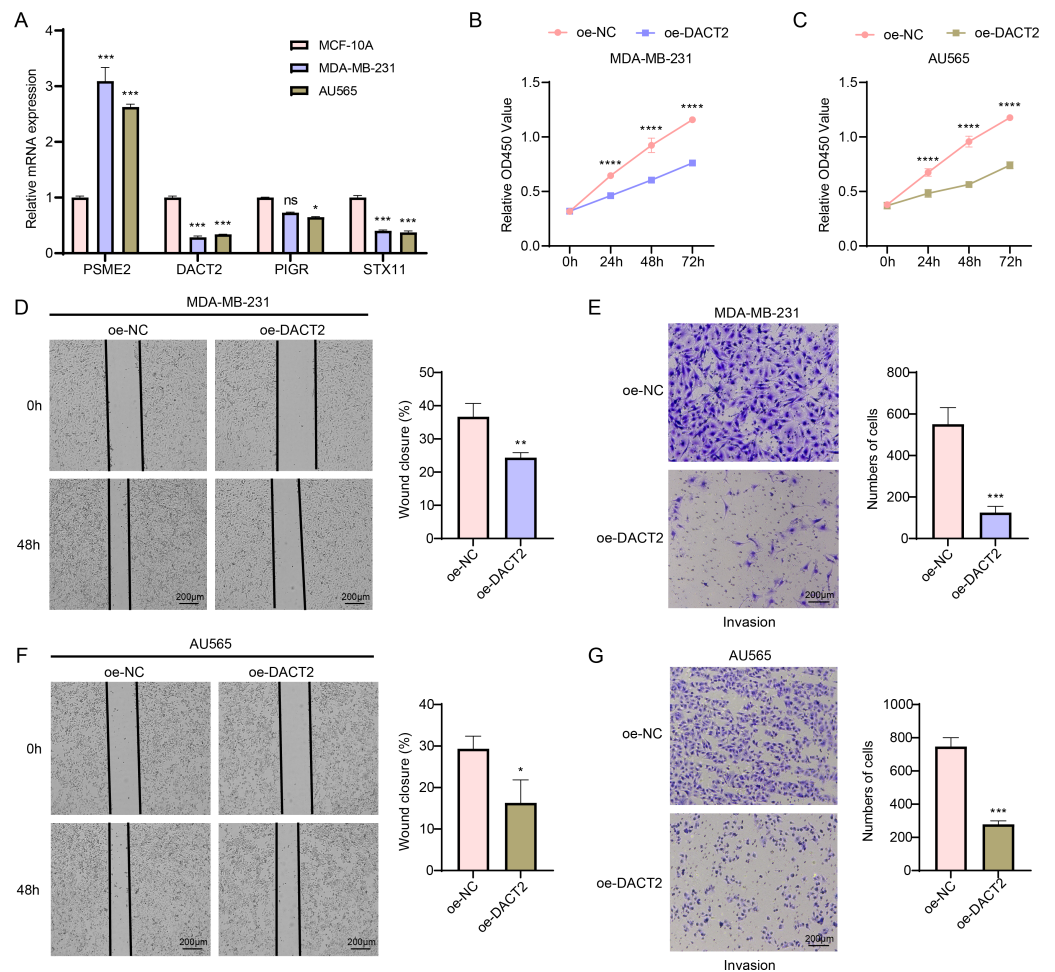 A
Relative mRNA expression
4
3
2
1
0
***
***
***
***
ns
*
***
***
PSME2
DACT2
PIGR
STX11
MCF-10A
MDA-MB-231
AU565
B
oe-NC
oe-DACT2
MDA-MB-231
Relative OD450 Value
1.5
1.0
0.5
0.0
****
****
****
0h
24h
48h
72h
C
oe-NC
oe-DACT2
AU565
Relative OD450 Value
1.5
1.0
0.5
0.0
****
****
****
0h
24h
48h
72h
D
MDA-MB-231
oe-NC
oe-DACT2
0h
48h
200μm
200μm
Wound closure (%)
50
40
30
20
10
0
**
oe-NC
oe-DACT2
E
MDA-MB-231
oe-NC
oe-DACT2
200μm
Invasion
Numbers of cells
800
600
400
200
0
***
oe-NC
oe-DACT2
F
AU565
oe-NC
oe-DACT2
0h
48h
200μm
200μm
Wound closure (%)
40
30
20
10
0
*
oe-NC
oe-DACT2
G
AU565
oe-NC
oe-DACT2
200μm
Invasion
Numbers of cells
1000
800
600
400
200
0
***
oe-NC
oe-DACT2